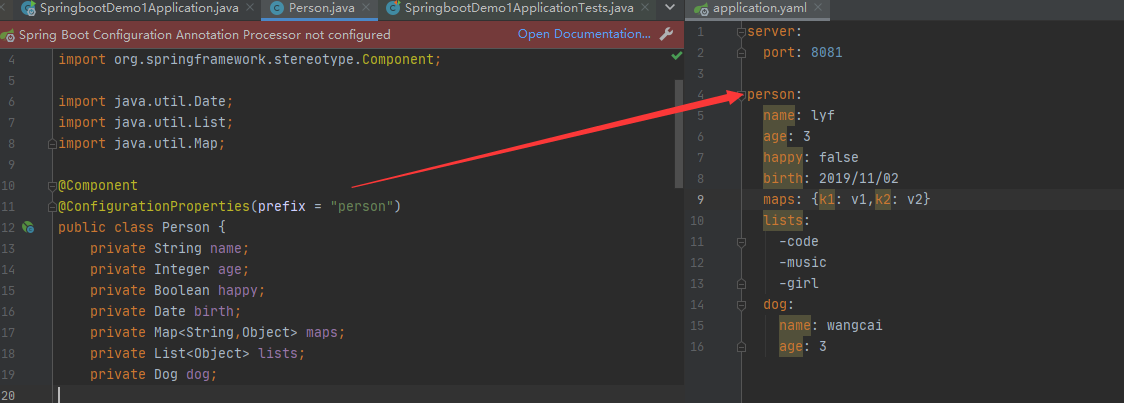 SpringbootDemo1Application.java
Person.java
SpringbootDemo1ApplicationTests.java
application.yaml
Spring Boot Configuration Annotation Processor not configured
Open Documentation...
4 import org.springframework.stereotype.Component;
5
6 import java.util.Date;
7 import java.util.List;
8 import java.util.Map;
9
10 @Component
11 @ConfigurationProperties(prefix = "person")
12 public class Person {
13 private String name;
14 private Integer age;
15 private Boolean happy;
16 private Date birth;
17 private Map<String,Object> maps;
18 private List<Object> lists;
19 private Dog dog;
20
1 server:
2 port: 8081
3
4 person:
5 name: lyf
6 age: 3
7 happy: false
8 birth: 2019/11/02
9 maps: {k1: v1,k2: v2}
10 lists:
11 -code
12 -music
13 -girl
14 dog:
15 name: wangcai
16 age: 3